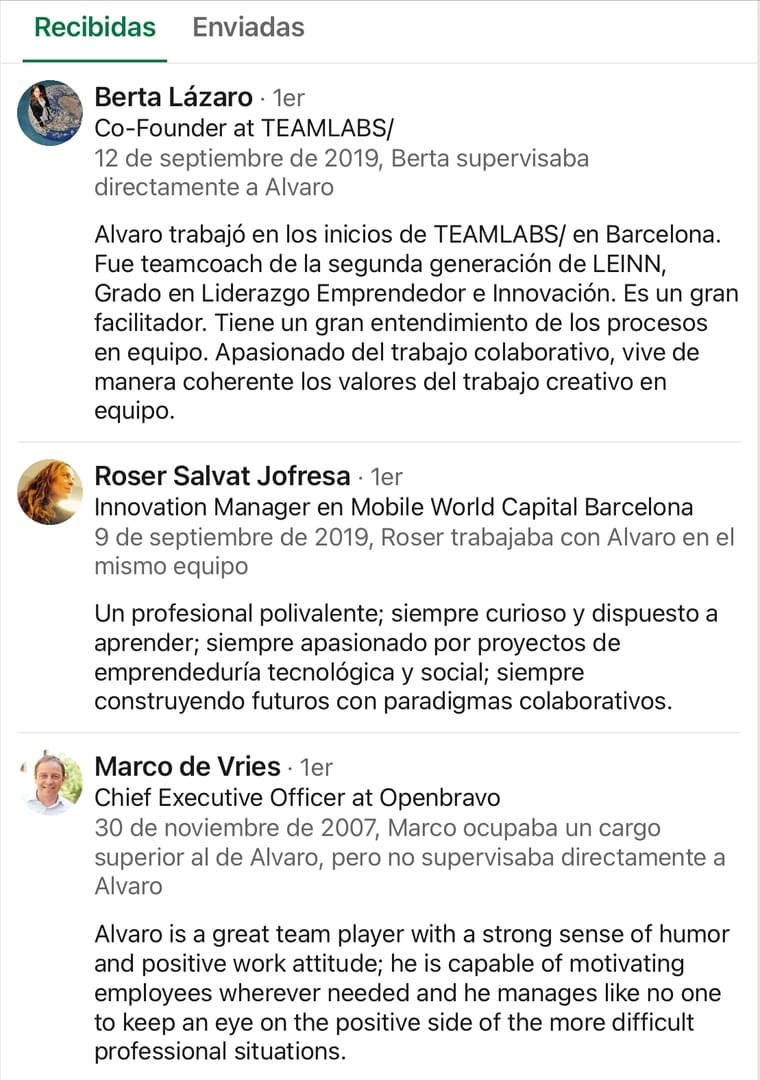 Recibidas Enviadas
Berta Lázaro · 1er
Co-Founder at TEAMLABS/
12 de septiembre de 2019, Berta supervisaba
directamente a Alvaro
Alvaro trabajó en los inicios de TEAMLABS/ en Barcelona.
Fue teamcoach de la segunda generación de LEINN,
Grado en Liderazgo Emprendedor e Innovación. Es un gran
facilitador. Tiene un gran entendimiento de los procesos
en equipo. Apasionado del trabajo colaborativo, vive de
manera coherente los valores del trabajo creativo en
equipo.
Roser Salvat Jofresa · 1er
Innovation Manager en Mobile World Capital Barcelona
9 de septiembre de 2019, Roser trabajaba con Alvaro en el
mismo equipo
Un profesional polivalente; siempre curioso y dispuesto a
aprender; siempre apasionado por proyectos de
emprendeduría tecnológica y social; siempre
construyendo futuros con paradigmas colaborativos.
Marco de Vries · 1er
Chief Executive Officer at Openbravo
30 de noviembre de 2007, Marco ocupaba un cargo
superior al de Alvaro, pero no supervisaba directamente a
Alvaro
Alvaro is a great team player with a strong sense of humor
and positive work attitude; he is capable of motivating
employees wherever needed and he manages like no one
to keep an eye on the positive side of the more difficult
professional situations.